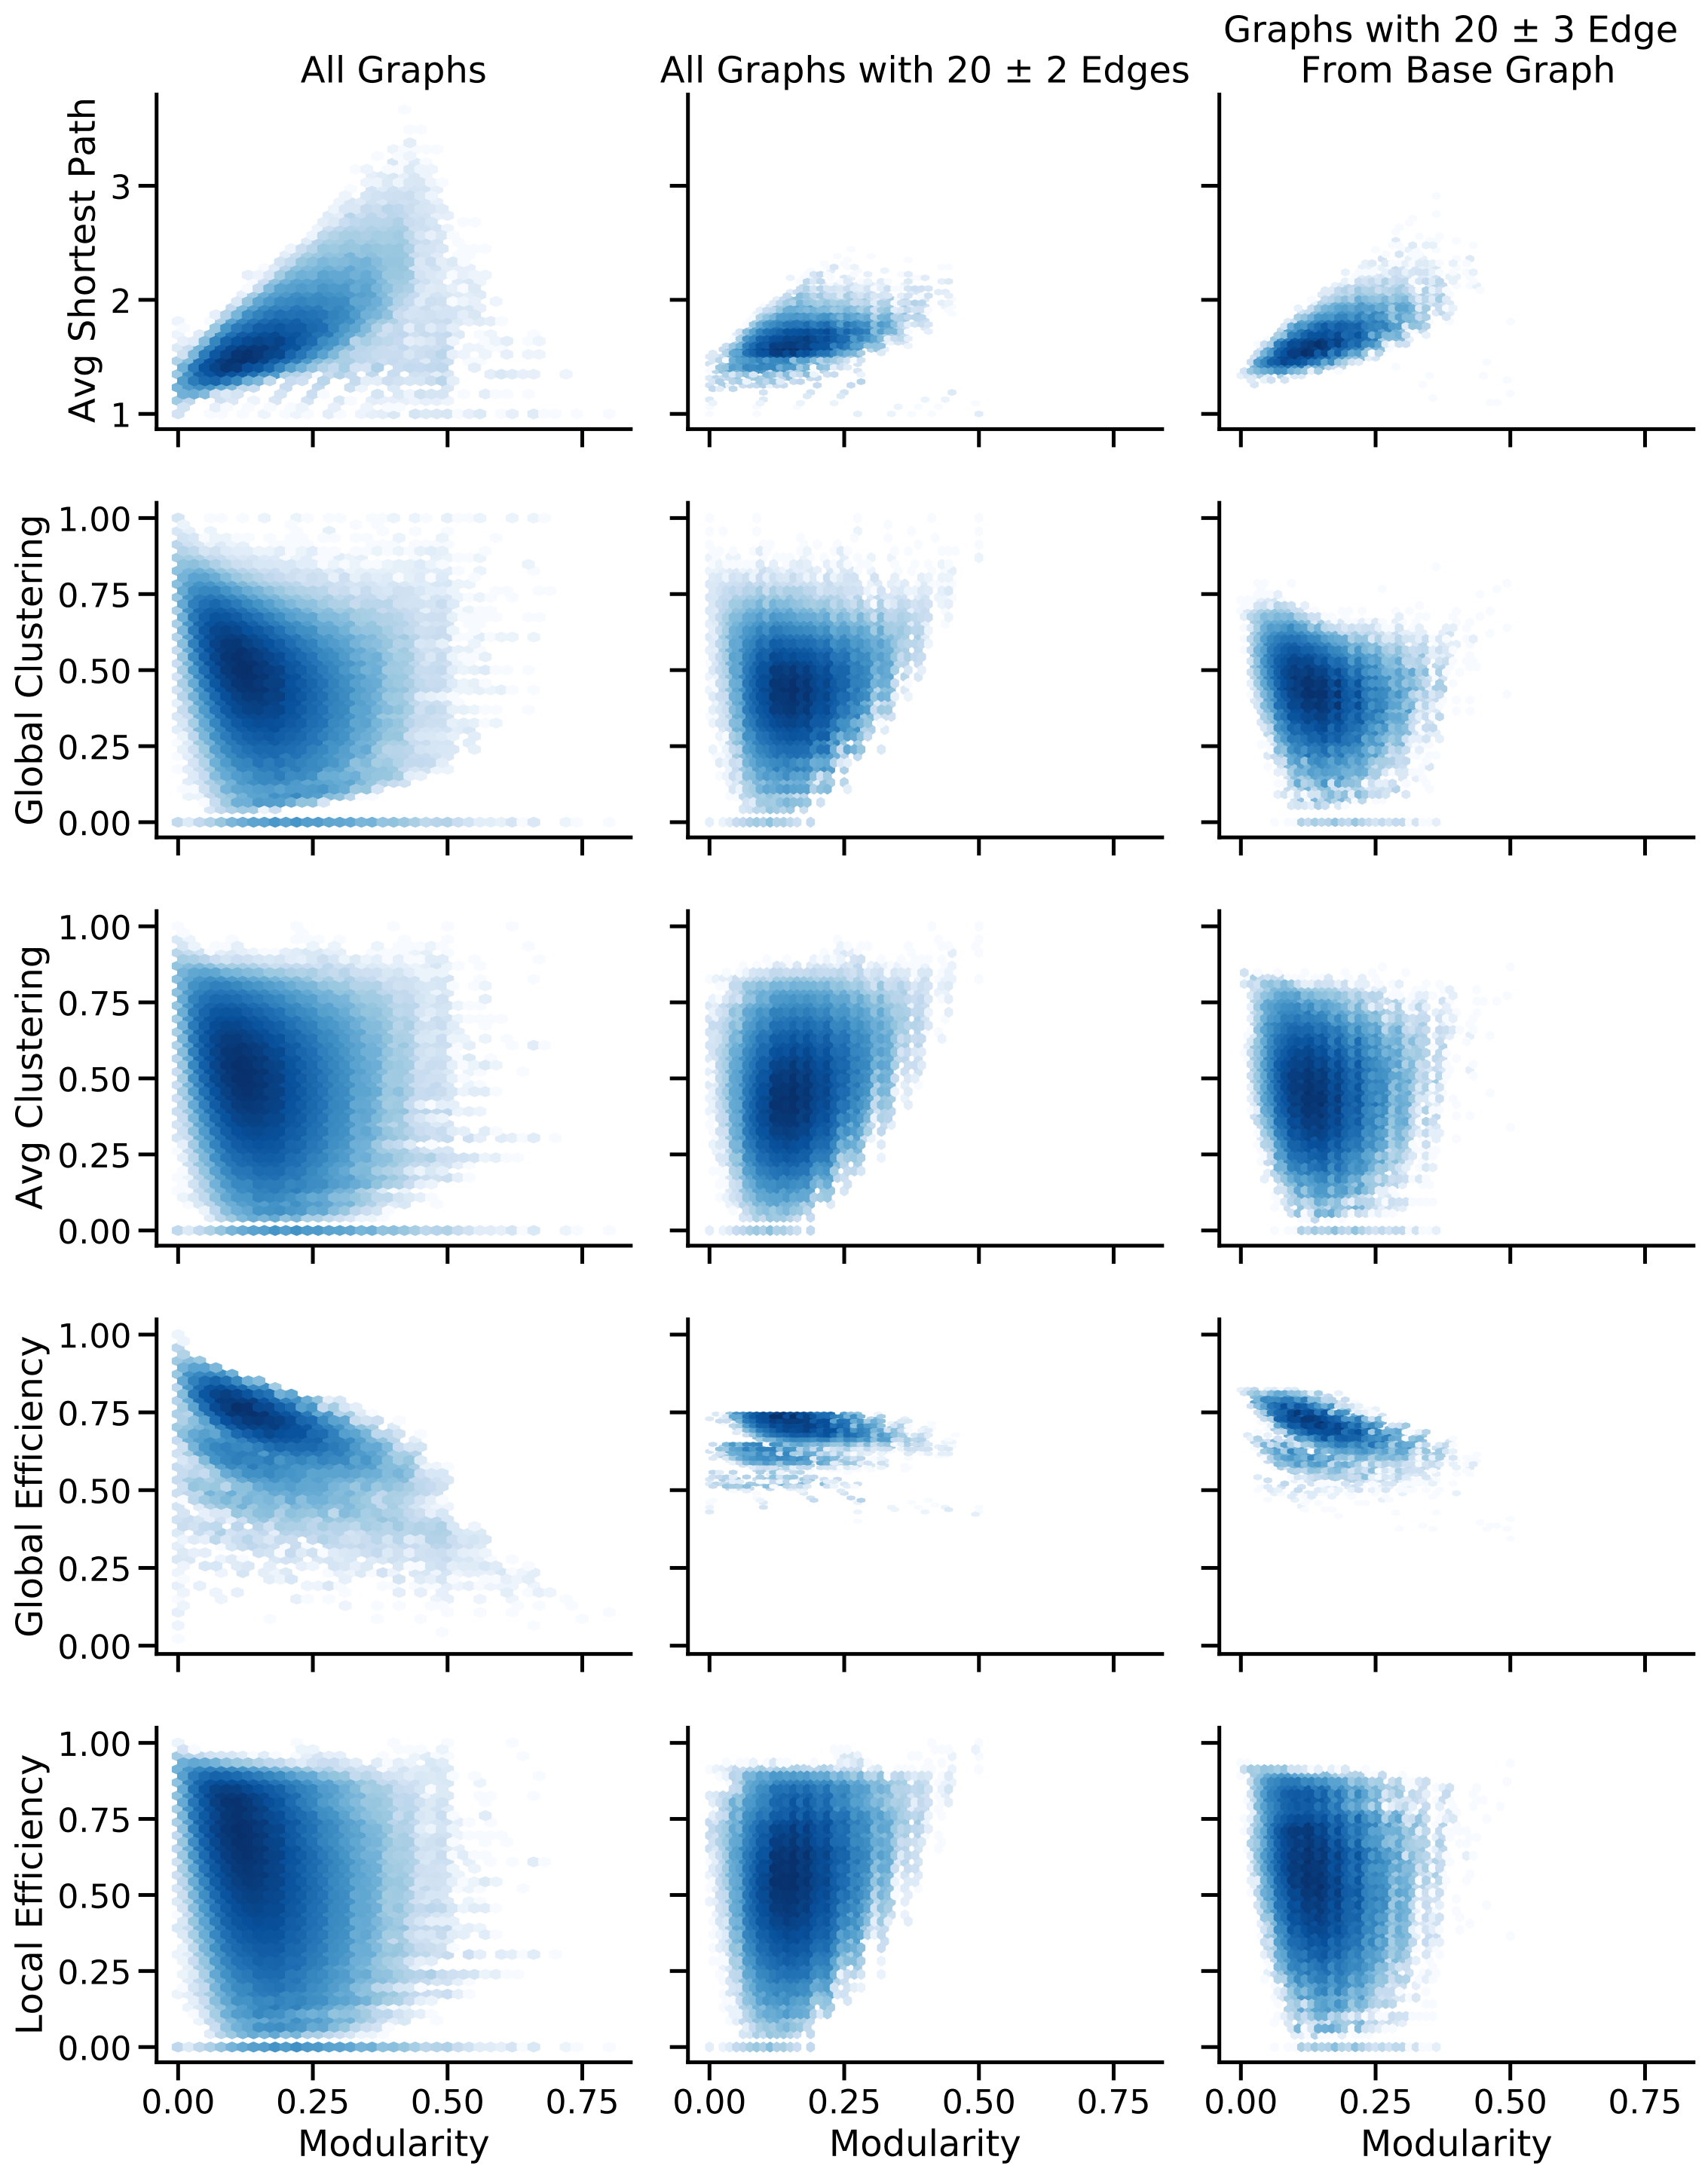 Graphs with 20 ± 3 Edge
All Graphs
All Graphs with 20 ± 2 Edges
From Base Graph
Avg Shortest Path
3
2
1
Global Clustering
1.00
0.75
0.50
0.25
0.00
Avg Clustering
1.00
0.75
0.50
0.25
0.00
Global Efficiency
1.00
0.75
0.50
0.25
0.00
Local Efficiency
1.00
0.75
0.50
0.25
0.00
0.00 0.25 0.50 0.75
0.00 0.25 0.50 0.75
0.00 0.25 0.50 0.75
Modularity
Modularity
Modularity